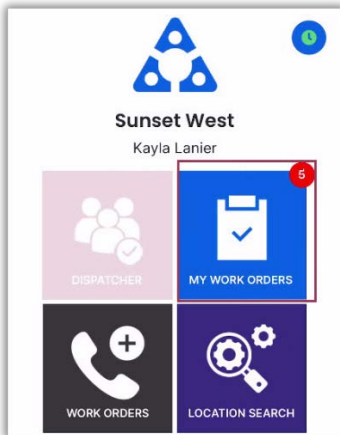 Sunset West
Kayla Lanier
5
DISPATCHER
MY WORK ORDERS
WORK ORDERS
LOCATION SEARCH